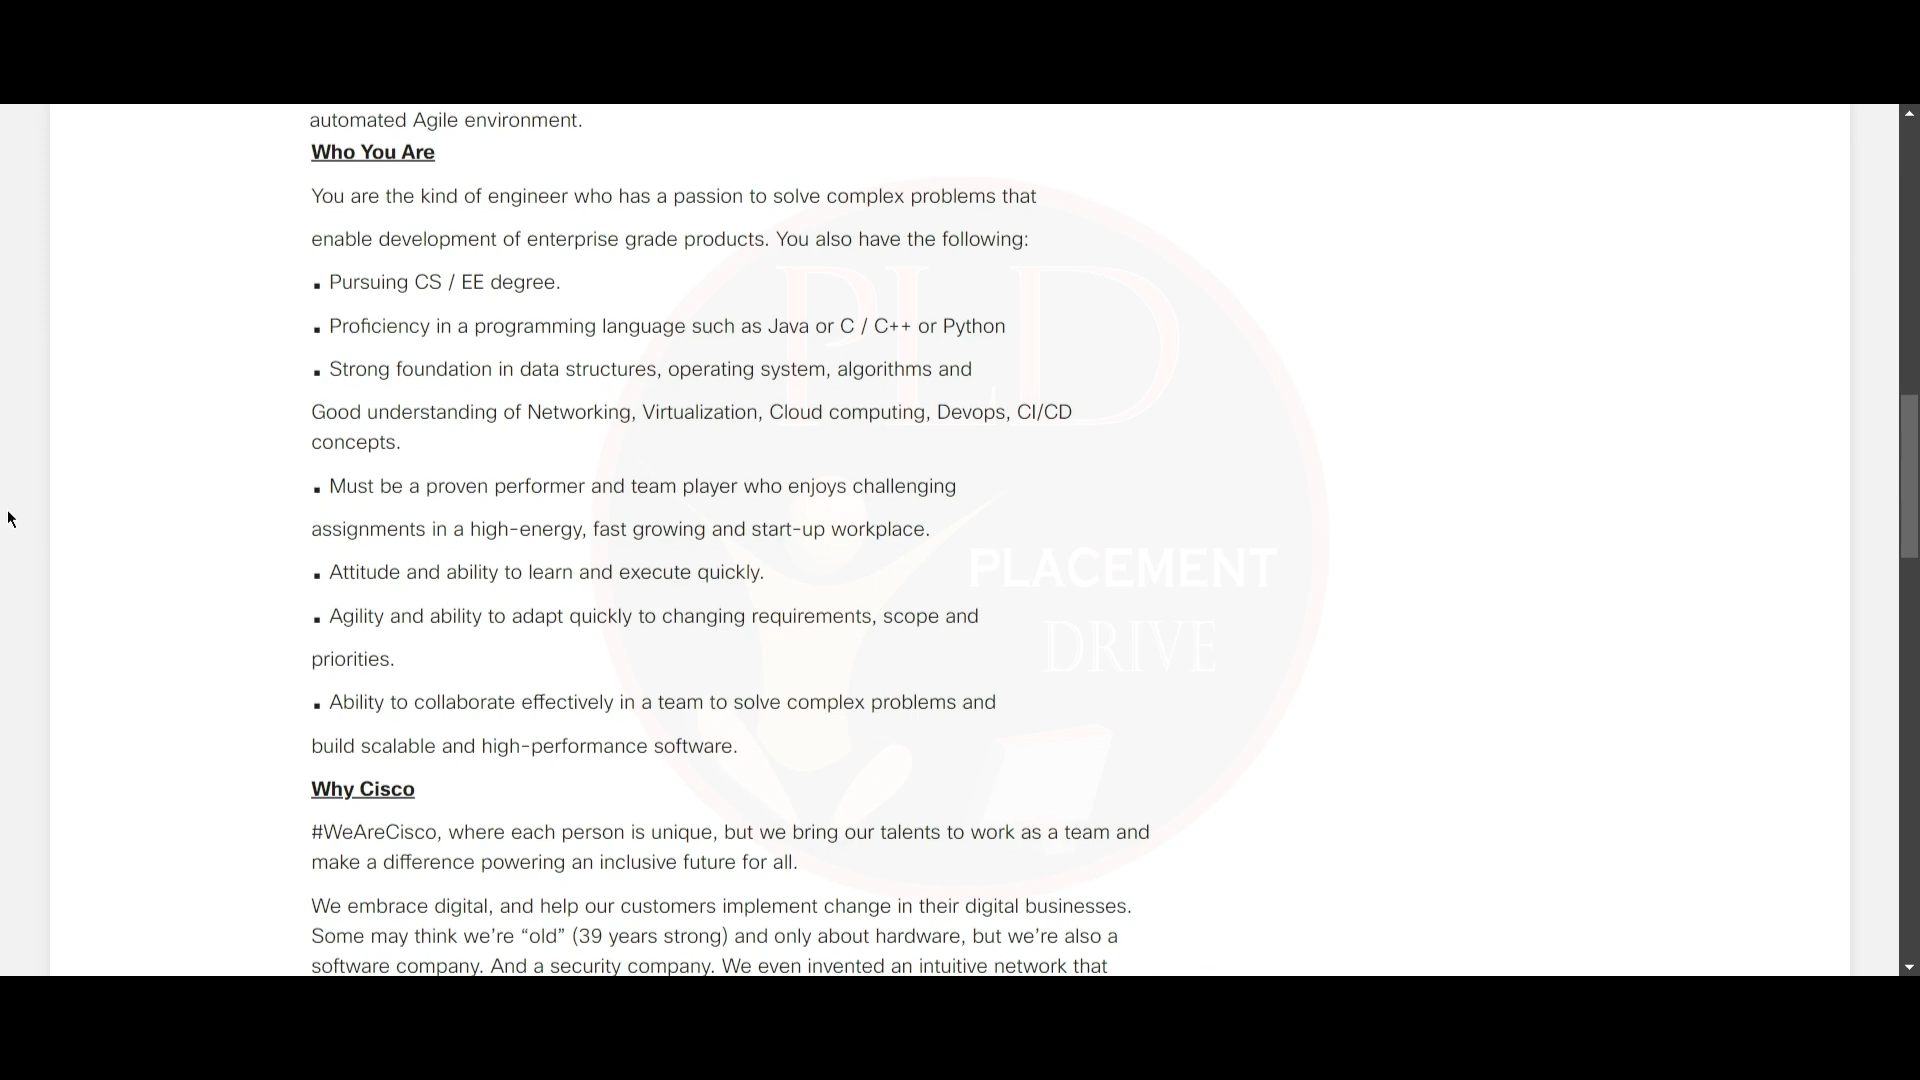 automated Agile environment.
Who You Are
You are the kind of engineer who has a passion to solve complex problems that
enable development of enterprise grade products. You also have the following:
▪ Pursuing CS / EE degree.
▪ Proficiency in a programming language such as Java or C / C++ or Python
▪ Strong foundation in data structures, operating system, algorithms and
Good understanding of Networking, Virtualization, Cloud computing, Devops, CI/CD
concepts.
▪ Must be a proven performer and team player who enjoys challenging
assignments in a high-energy, fast growing and start-up workplace.
▪ Attitude and ability to learn and execute quickly.
▪ Agility and ability to adapt quickly to changing requirements, scope and
priorities.
▪ Ability to collaborate effectively in a team to solve complex problems and
build scalable and high-performance software.
Why Cisco
#WeAreCisco, where each person is unique, but we bring our talents to work as a team and
make a difference powering an inclusive future for all.
We embrace digital, and help our customers implement change in their digital businesses.
Some may think we're “old” (39 years strong) and only about hardware, but we're also a
software company. And a security company. We even invented an intuitive network that
PLD
PLACEMENT
DRIVE